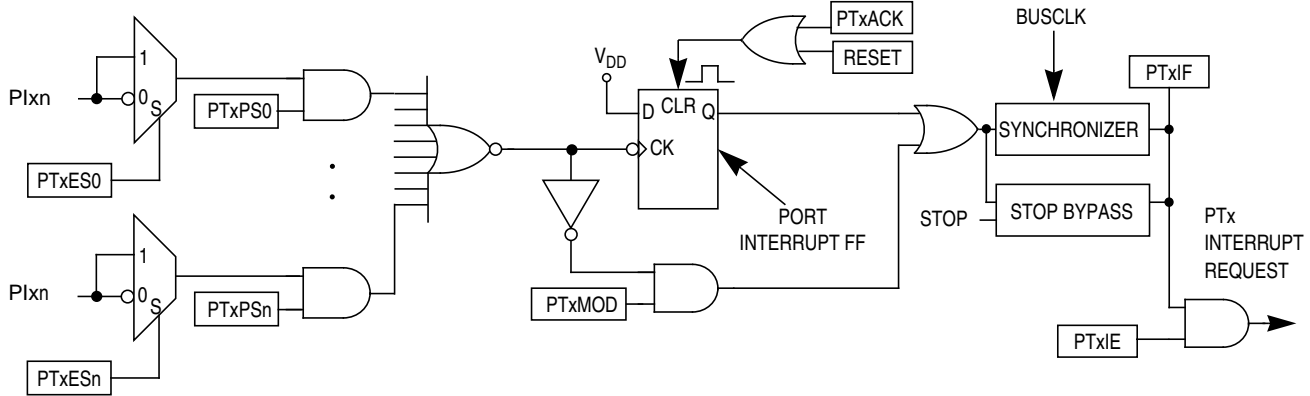 PIxn
1
0
S
PTxES0
PTxPS0
PIxn
1
0
S
PTxESn
PTxPSn
VDD
D
CLR
Q
CK
PTxACK
RESET
PORT
INTERRUPT FF
PTxMOD
BUSCLK
SYNCHRONIZER
STOP
STOP BYPASS
PTxIF
PTx
INTERRUPT
REQUEST
PTxIE